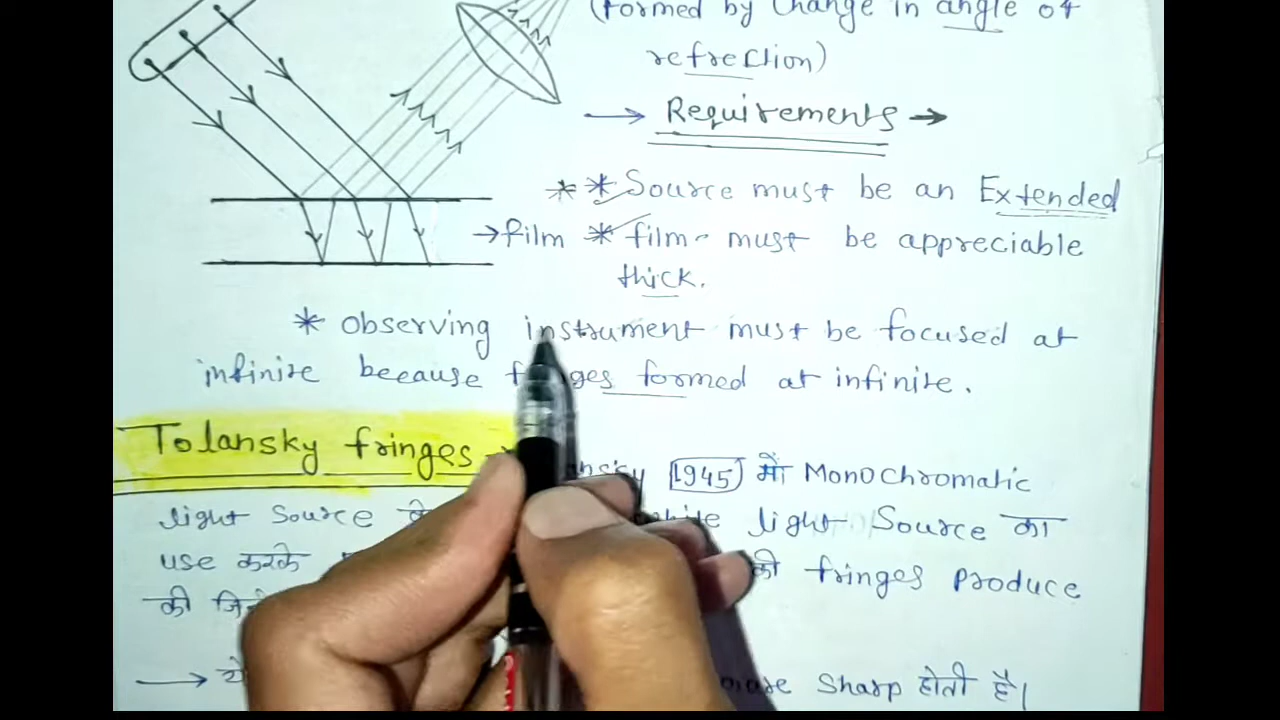 (Formed by change in angle of
refrection)
→ Requirements →
* * Source must be an Extended
→ film * film must be appreciable
thick.
* observing instrument must be focused at
infinite because fringes formed at infinite.
Tolansky fringes
1945 में Monochromatic
light Source light Source का
use करके की fringes produce
की
→ sharp होती है।